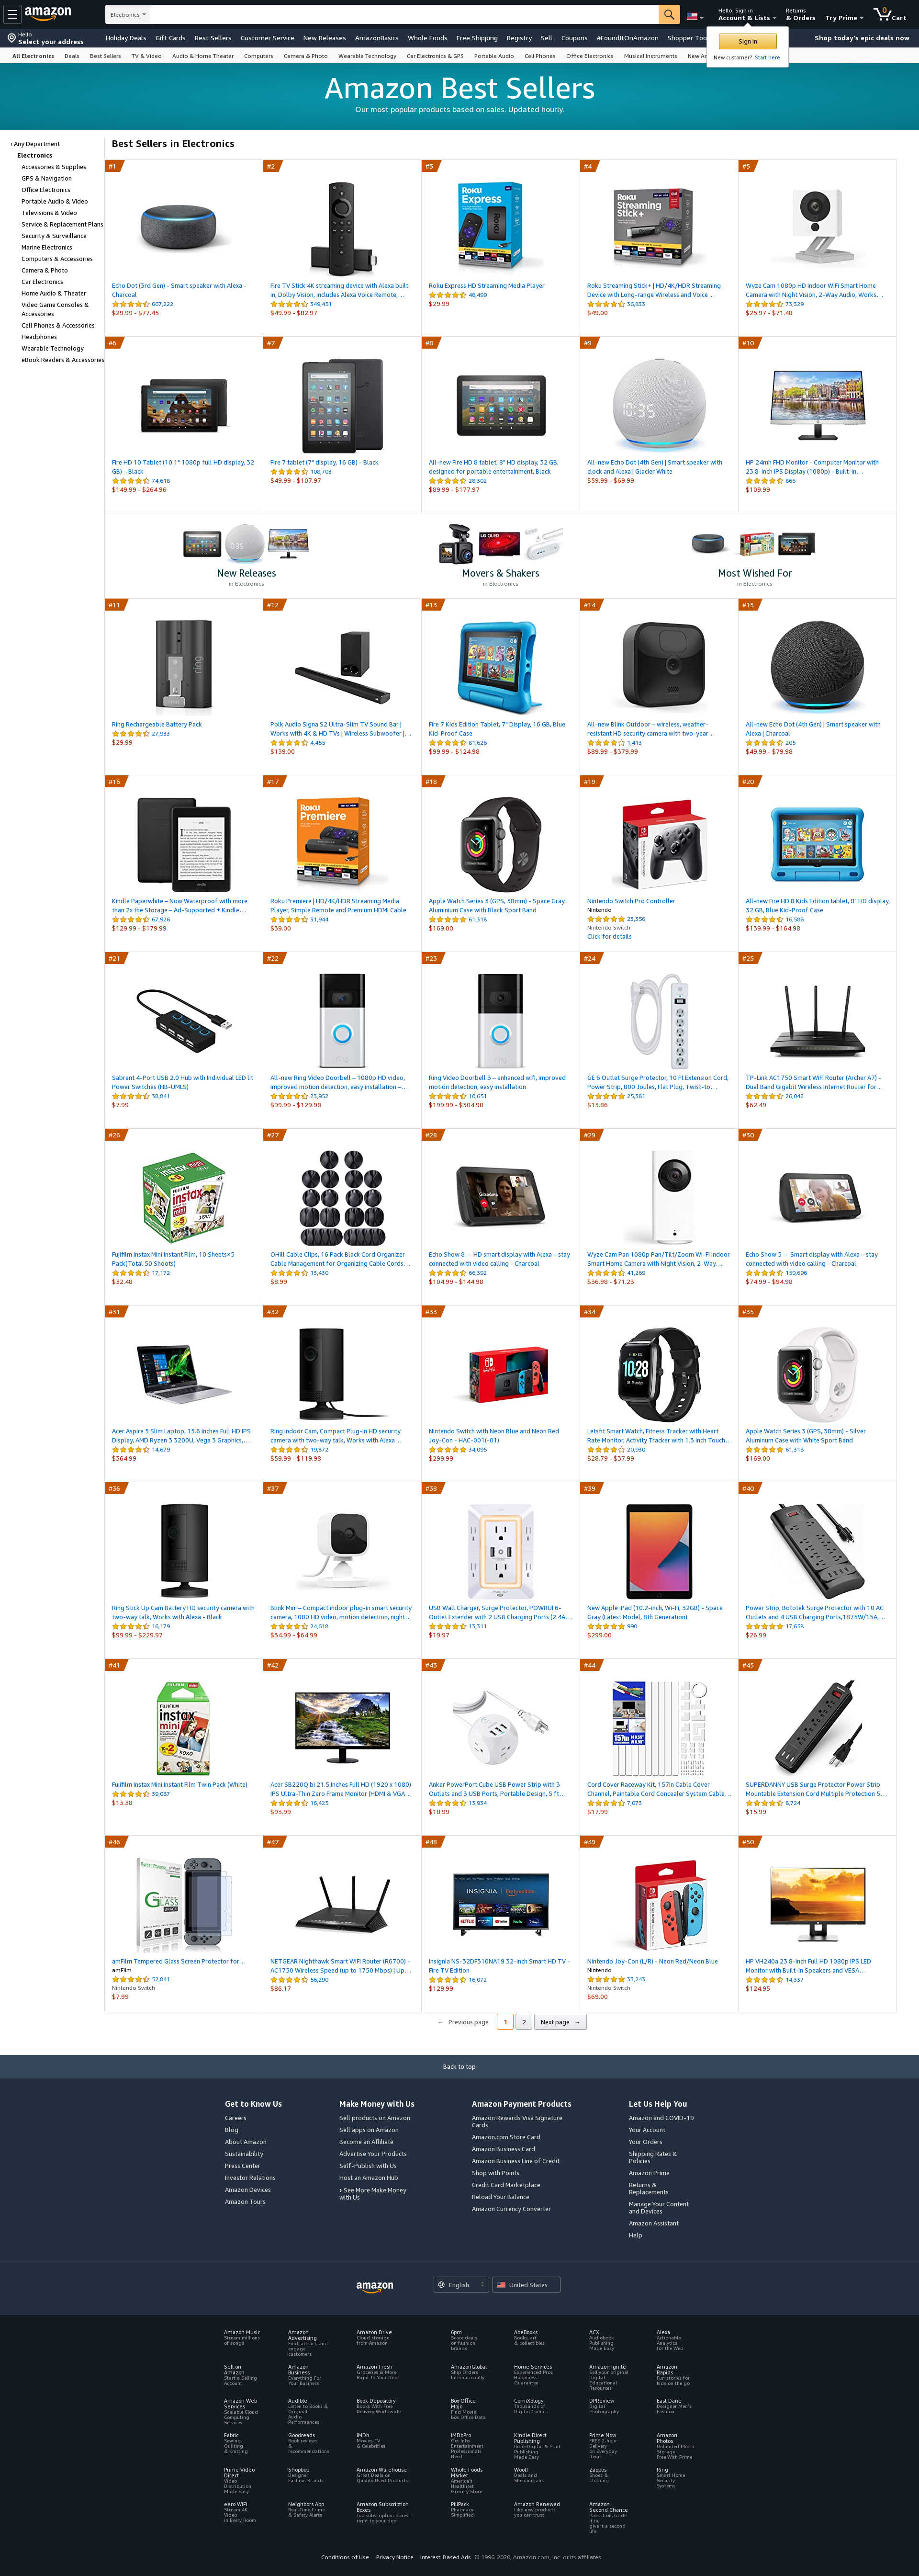 Electronics
Hello, Sign in
Account & Lists
Returns
& Orders
Try Prime
0
Cart
Hello
Select your address
Holiday Deals
Gift Cards
Best Sellers
Customer Service
New Releases
AmazonBasics
Whole Foods
Free Shipping
Registry
Sell
Coupons
#FoundItOnAmazon
Shopper Too
Shop today's epic deals now
Sign in
New customer? Start here.
All Electronics
Deals
Best Sellers
TV & Video
Audio & Home Theater
Computers
Camera & Photo
Wearable Technology
Car Electronics & GPS
Portable Audio
Cell Phones
Office Electronics
Musical Instruments
New Ar
Amazon Best Sellers
Our most popular products based on sales. Updated hourly.
‹ Any Department
Electronics
Accessories & Supplies
GPS & Navigation
Office Electronics
Portable Audio & Video
Televisions & Video
Service & Replacement Plans
Security & Surveillance
Marine Electronics
Computers & Accessories
Camera & Photo
Car Electronics
Home Audio & Theater
Video Game Consoles &
Accessories
Cell Phones & Accessories
Headphones
Wearable Technology
eBook Readers & Accessories
Best Sellers in Electronics
#1
Echo Dot (3rd Gen) - Smart speaker with Alexa -
Charcoal
667,222
$29.99 - $77.45
#2
Fire TV Stick 4K streaming device with Alexa built
in, Dolby Vision, includes Alexa Voice Remote,…
349,451
$49.99 - $82.97
#3
Roku Express HD Streaming Media Player
48,499
$29.99
#4
Roku Streaming Stick+ | HD/4K/HDR Streaming
Device with Long-range Wireless and Voice…
56,833
$49.00
#5
Wyze Cam 1080p HD Indoor WiFi Smart Home
Camera with Night Vision, 2-Way Audio, Works…
73,329
$25.97 - $71.48
#6
Fire HD 10 Tablet (10.1" 1080p full HD display, 32
GB) – Black
74,618
$149.99 - $264.96
#7
Fire 7 tablet (7" display, 16 GB) - Black
108,703
$49.99 - $107.97
#8
All-new Fire HD 8 tablet, 8" HD display, 32 GB,
designed for portable entertainment, Black
28,302
$89.99 - $177.97
#9
All-new Echo Dot (4th Gen) | Smart speaker with
clock and Alexa | Glacier White
$59.99 - $69.99
#10
HP 24mh FHD Monitor - Computer Monitor with
23.8-inch IPS Display (1080p) - Built-in…
866
$109.99
New Releases
in Electronics
Movers & Shakers
in Electronics
Most Wished For
in Electronics
#11
Ring Rechargeable Battery Pack
27,933
$29.99
#12
Polk Audio Signa S2 Ultra-Slim TV Sound Bar |
Works with 4K & HD TVs | Wireless Subwoofer |…
4,455
$139.00
#13
Fire 7 Kids Edition Tablet, 7" Display, 16 GB, Blue
Kid-Proof Case
61,626
$99.99 - $124.98
#14
All-new Blink Outdoor – wireless, weather-
resistant HD security camera with two-year…
1,413
$89.99 - $379.99
#15
All-new Echo Dot (4th Gen) | Smart speaker with
Alexa | Charcoal
205
$49.99 - $79.98
#16
Kindle Paperwhite – Now Waterproof with more
than 2x the Storage – Ad-Supported + Kindle…
67,926
$129.99 - $179.99
#17
Roku Premiere | HD/4K/HDR Streaming Media
Player, Simple Remote and Premium HDMI Cable
31,944
$39.00
#18
Apple Watch Series 3 (GPS, 38mm) - Space Gray
Aluminium Case with Black Sport Band
61,318
$169.00
#19
Nintendo Switch Pro Controller
Nintendo
23,356
Nintendo Switch
Click for details
#20
All-new Fire HD 8 Kids Edition tablet, 8" HD display,
32 GB, Blue Kid-Proof Case
16,586
$139.99 - $164.98
#21
Sabrent 4-Port USB 2.0 Hub with Individual LED lit
Power Switches (HB-UMLS)
38,841
$7.99
#22
All-new Ring Video Doorbell – 1080p HD video,
improved motion detection, easy installation –…
23,952
$99.99 - $129.98
#23
Ring Video Doorbell 3 – enhanced wifi, improved
motion detection, easy installation
10,651
$199.99 - $304.98
#24
GE 6 Outlet Surge Protector, 10 Ft Extension Cord,
Power Strip, 800 Joules, Flat Plug, Twist-to…
25,381
$13.86
#25
TP-Link AC1750 Smart WiFi Router (Archer A7) -
Dual Band Gigabit Wireless Internet Router for…
26,042
$62.49
#26
Fujifilm Instax Mini Instant Film, 10 Sheets×5
Pack(Total 50 Shoots)
17,172
$32.48
#27
OHill Cable Clips, 16 Pack Black Cord Organizer
Cable Management for Organizing Cable Cords…
13,430
$8.99
#28
Echo Show 8 -- HD smart display with Alexa – stay
connected with video calling - Charcoal
66,392
$104.99 - $144.98
#29
Wyze Cam Pan 1080p Pan/Tilt/Zoom Wi-Fi Indoor
Smart Home Camera with Night Vision, 2-Way…
41,269
$36.98 - $71.23
#30
Echo Show 5 -- Smart display with Alexa – stay
connected with video calling - Charcoal
159,696
$74.99 - $94.98
#31
Acer Aspire 5 Slim Laptop, 15.6 inches Full HD IPS
Display, AMD Ryzen 3 3200U, Vega 3 Graphics,…
14,679
$364.99
#32
Ring Indoor Cam, Compact Plug-In HD security
camera with two-way talk, Works with Alexa…
19,872
$59.99 - $119.98
#33
Nintendo Switch with Neon Blue and Neon Red
Joy-Con - HAC-001(-01)
34,095
$299.99
#34
Letsfit Smart Watch, Fitness Tracker with Heart
Rate Monitor, Activity Tracker with 1.3 Inch Touch…
20,930
$28.79 - $37.99
#35
Apple Watch Series 3 (GPS, 38mm) - Silver
Aluminum Case with White Sport Band
61,318
$169.00
#36
Ring Stick Up Cam Battery HD security camera with
two-way talk, Works with Alexa - Black
16,179
$99.99 - $229.97
#37
Blink Mini – Compact indoor plug-in smart security
camera, 1080 HD video, motion detection, night…
24,618
$34.99 - $64.99
#38
USB Wall Charger, Surge Protector, POWRUI 6-
Outlet Extender with 2 USB Charging Ports (2.4A…
13,311
$19.97
#39
New Apple iPad (10.2-inch, Wi-Fi, 32GB) - Space
Gray (Latest Model, 8th Generation)
990
$299.00
#40
Power Strip, Bototek Surge Protector with 10 AC
Outlets and 4 USB Charging Ports,1875W/15A,…
17,658
$26.99
#41
Fujifilm Instax Mini Instant Film Twin Pack (White)
39,087
$13.38
#42
Acer SB220Q bi 21.5 Inches Full HD (1920 x 1080)
IPS Ultra-Thin Zero Frame Monitor (HDMI & VGA…
16,425
$93.99
#43
Anker PowerPort Cube USB Power Strip with 3
Outlets and 3 USB Ports, Portable Design, 5 ft…
13,934
$18.99
#44
Cord Cover Raceway Kit, 157in Cable Cover
Channel, Paintable Cord Concealer System Cable…
7,073
$17.99
#45
SUPERDANNY USB Surge Protector Power Strip
Mountable Extension Cord Multiple Protection 5…
8,724
$15.99
#46
amFilm Tempered Glass Screen Protector for…
amFilm
52,841
Nintendo Switch
$7.99
#47
NETGEAR Nighthawk Smart WiFi Router (R6700) -
AC1750 Wireless Speed (up to 1750 Mbps) | Up…
56,290
$86.17
#48
Insignia NS-32DF310NA19 32-inch Smart HD TV -
Fire TV Edition
16,072
$129.99
#49
Nintendo Joy-Con (L/R) - Neon Red/Neon Blue
Nintendo
33,243
Nintendo Switch
$69.00
#50
HP VH240a 23.8-inch Full HD 1080p IPS LED
Monitor with Built-in Speakers and VESA…
14,337
$124.95
← Previous page
1
2
Next page →
Back to top
Get to Know Us
Careers
Blog
About Amazon
Sustainability
Press Center
Investor Relations
Amazon Devices
Amazon Tours
Make Money with Us
Sell products on Amazon
Sell apps on Amazon
Become an Affiliate
Advertise Your Products
Self-Publish with Us
Host an Amazon Hub
› See More Make Money
with Us
Amazon Payment Products
Amazon Rewards Visa Signature
Cards
Amazon.com Store Card
Amazon Business Card
Amazon Business Line of Credit
Shop with Points
Credit Card Marketplace
Reload Your Balance
Amazon Currency Converter
Let Us Help You
Amazon and COVID-19
Your Account
Your Orders
Shipping Rates &
Policies
Amazon Prime
Returns &
Replacements
Manage Your Content
and Devices
Amazon Assistant
Help
amazon
English
United States
Amazon Music
Stream millions
of songs
Amazon
Advertising
Find, attract, and
engage
customers
Amazon Drive
Cloud storage
from Amazon
6pm
Score deals
on fashion
brands
AbeBooks
Books, art
& collectibles
ACX
Audiobook
Publishing
Made Easy
Alexa
Actionable
Analytics
for the Web
Sell on
Amazon
Start a Selling
Account
Amazon
Business
Everything For
Your Business
Amazon Fresh
Groceries & More
Right To Your Door
AmazonGlobal
Ship Orders
Internationally
Home Services
Experienced Pros
Happiness
Guarantee
Amazon Ignite
Sell your original
Digital
Educational
Resources
Amazon
Rapids
Fun stories for
kids on the go
Amazon Web
Services
Scalable Cloud
Computing
Services
Audible
Listen to Books &
Original
Audio
Performances
Book Depository
Books With Free
Delivery Worldwide
Box Office
Mojo
Find Movie
Box Office Data
ComiXology
Thousands of
Digital Comics
DPReview
Digital
Photography
East Dane
Designer Men's
Fashion
Fabric
Sewing,
Quilting
& Knitting
Goodreads
Book reviews
&
recommendations
IMDb
Movies, TV
& Celebrities
IMDbPro
Get Info
Entertainment
Professionals
Need
Kindle Direct
Publishing
Indie Digital & Print
Publishing
Made Easy
Prime Now
FREE 2-hour
Delivery
on Everyday
Items
Amazon
Photos
Unlimited Photo
Storage
Free With Prime
Prime Video
Direct
Video
Distribution
Made Easy
Shopbop
Designer
Fashion Brands
Amazon Warehouse
Great Deals on
Quality Used Products
Whole Foods
Market
America's
Healthiest
Grocery Store
Woot!
Deals and
Shenanigans
Zappos
Shoes &
Clothing
Ring
Smart Home
Security
Systems
eero WiFi
Stream 4K
Video
in Every Room
Neighbors App
Real-Time Crime
& Safety Alerts
Amazon Subscription
Boxes
Top subscription boxes –
right to your door
PillPack
Pharmacy
Simplified
Amazon Renewed
Like-new products
you can trust
Amazon
Second Chance
Pass it on, trade
it in,
give it a second
life
Conditions of Use
Privacy Notice
Interest-Based Ads
© 1996-2020, Amazon.com, Inc. or its affiliates